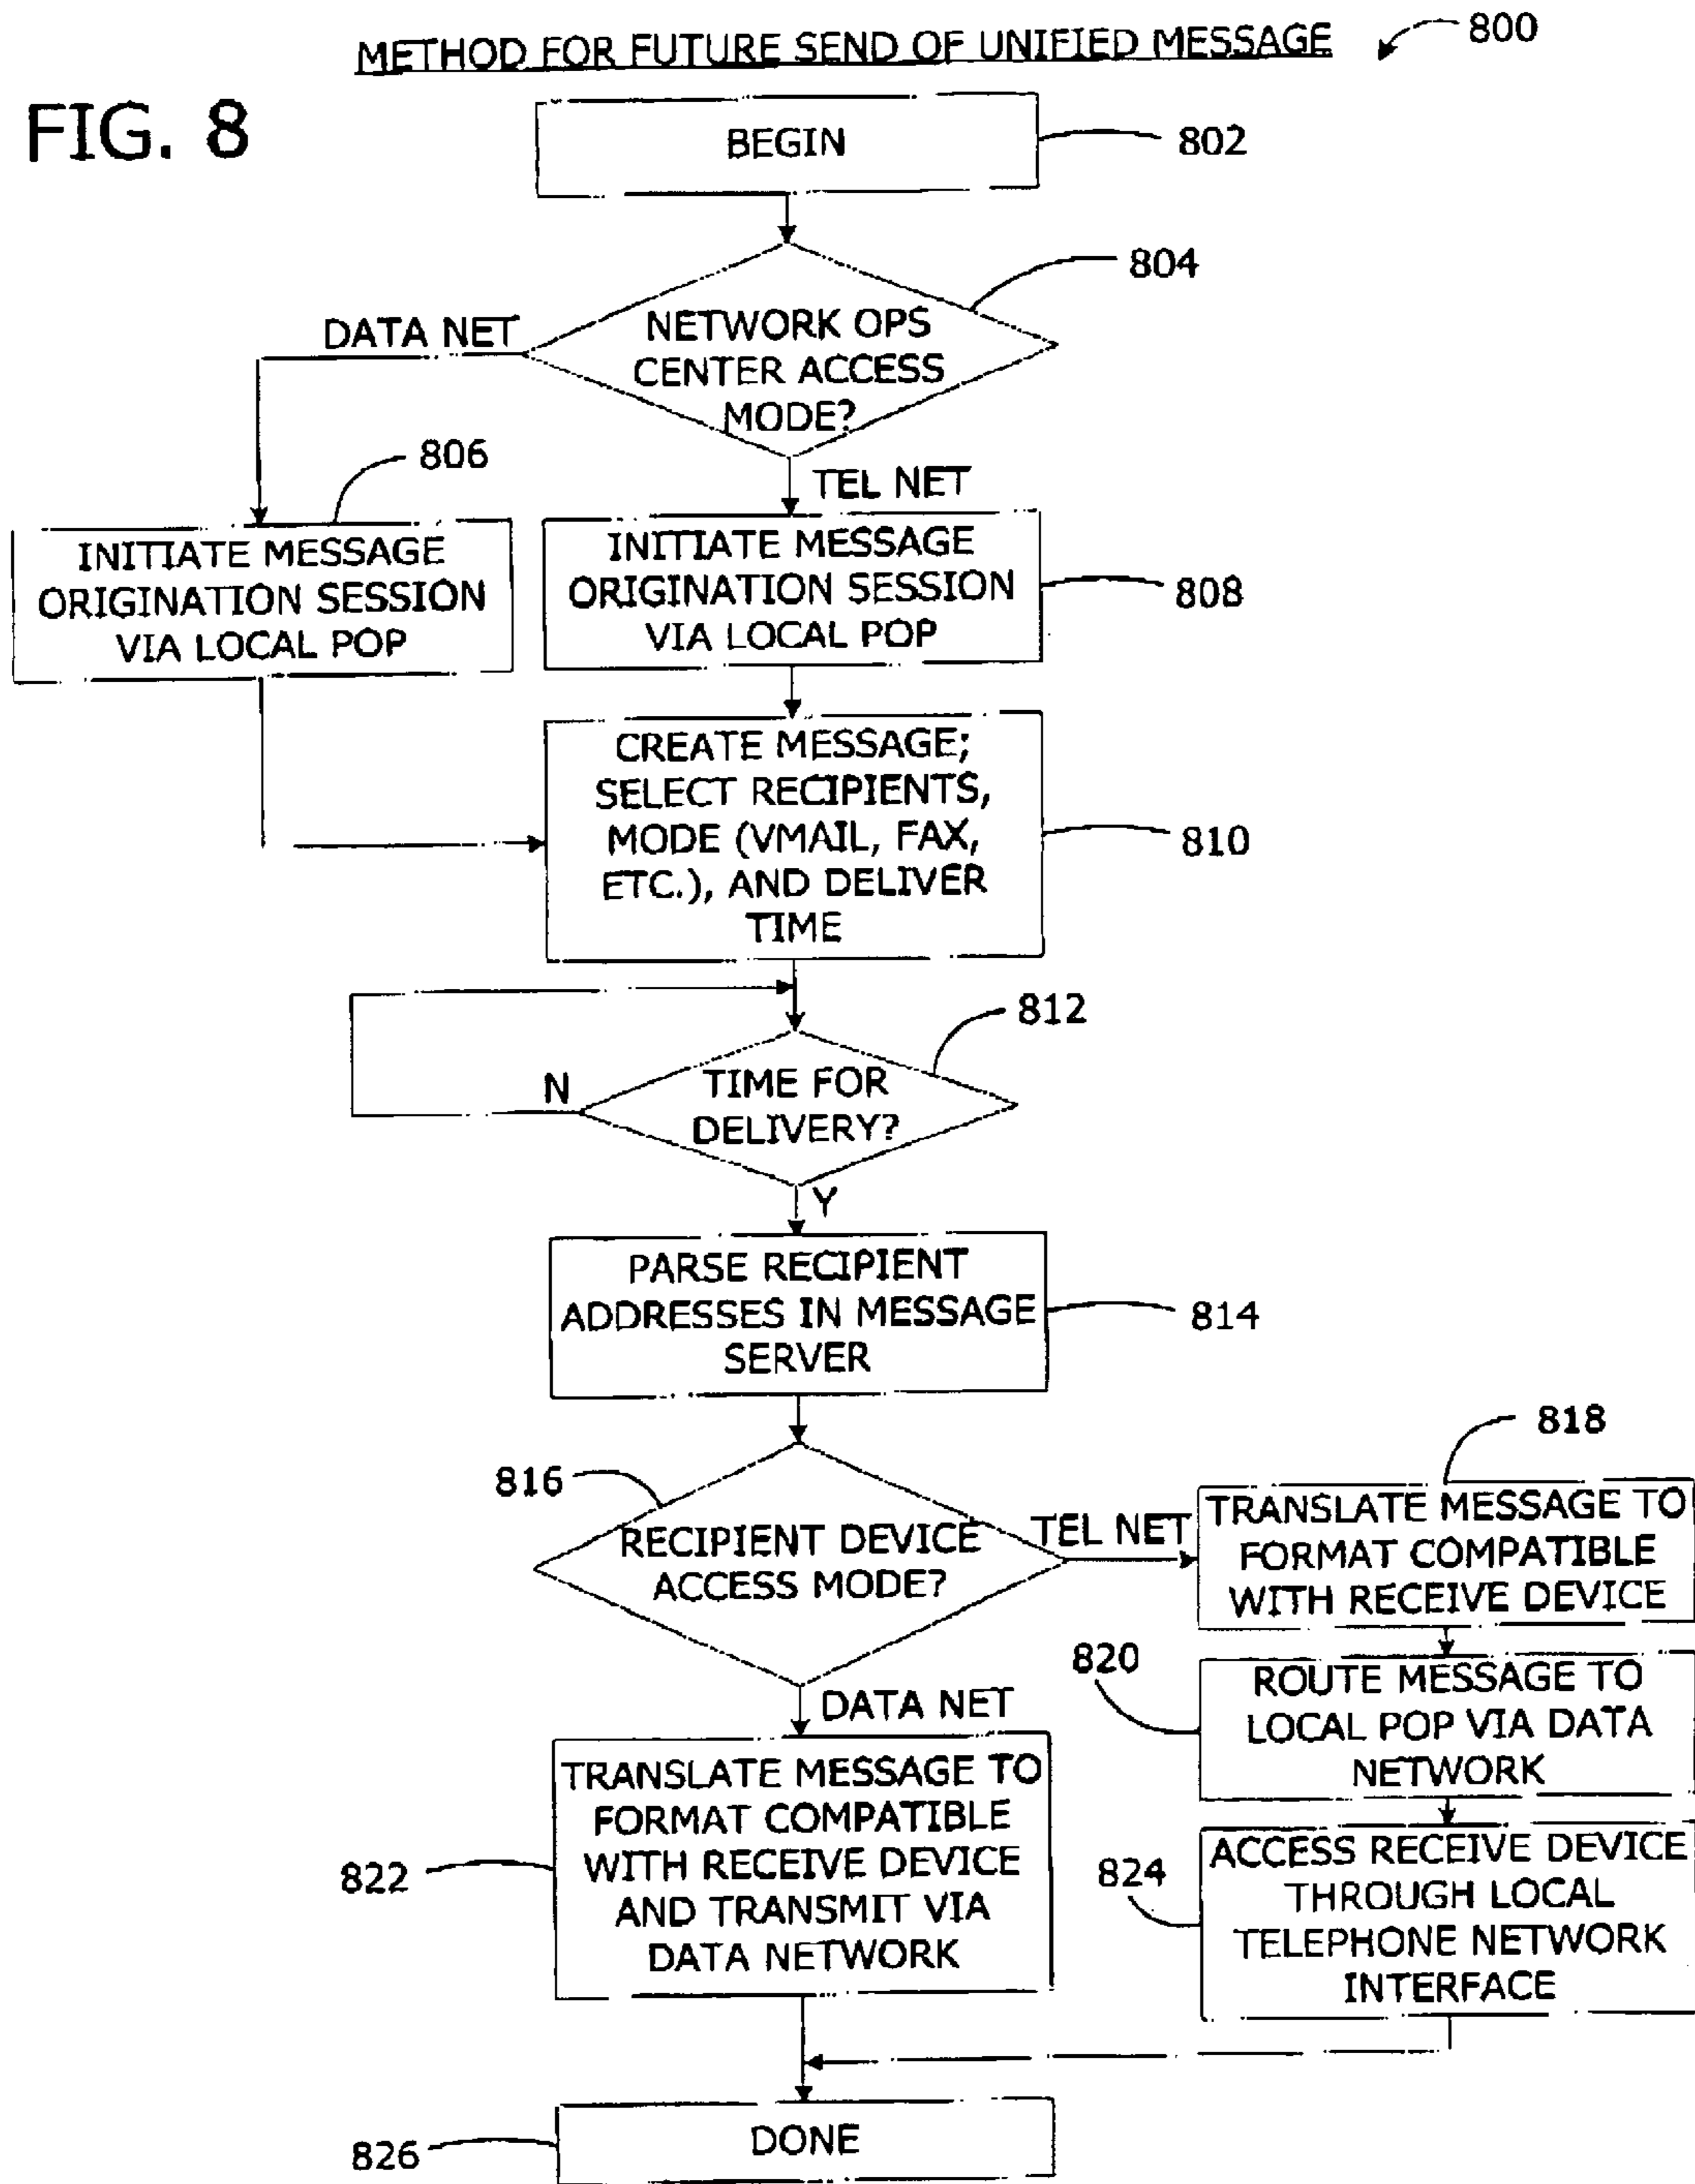 METHOD FOR FUTURE SEND OF UNIFIED MESSAGE
800
FIG. 8
BEGIN
802
804
NETWORK OPS
CENTER ACCESS
MODE?
DATA NET
TEL NET
806
INITIATE MESSAGE
ORIGINATION SESSION
VIA LOCAL POP
INITIATE MESSAGE
ORIGINATION SESSION
VIA LOCAL POP
808
CREATE MESSAGE;
SELECT RECIPIENTS,
MODE (VMAIL, FAX,
ETC.), AND DELIVER
TIME
810
812
TIME FOR
DELIVERY?
N
Y
PARSE RECIPIENT
ADDRESSES IN MESSAGE
SERVER
814
816
RECIPIENT DEVICE
ACCESS MODE?
TEL NET
818
TRANSLATE MESSAGE TO
FORMAT COMPATIBLE
WITH RECEIVE DEVICE
820
ROUTE MESSAGE TO
LOCAL POP VIA DATA
NETWORK
DATA NET
822
TRANSLATE MESSAGE TO
FORMAT COMPATIBLE
WITH RECEIVE DEVICE
AND TRANSMIT VIA
DATA NETWORK
824
ACCESS RECEIVE DEVICE
THROUGH LOCAL
TELEPHONE NETWORK
INTERFACE
826
DONE